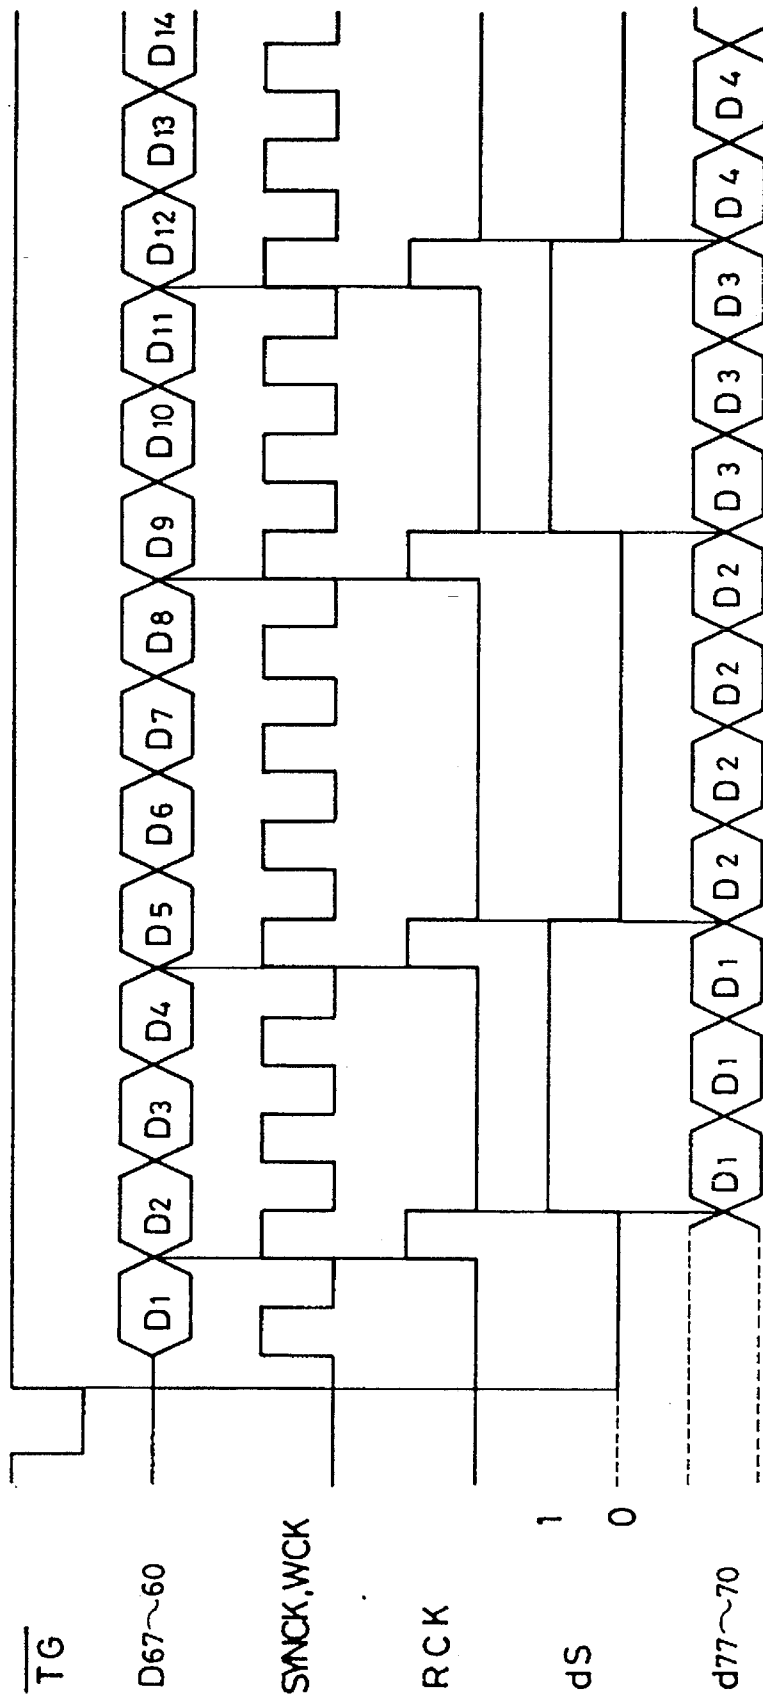 TG
D67~60 D1 D2 D3 D4 D5 D6 D7 D8 D9 D10 D11 D12 D13 D14
SYNCK,WCK
RCK
dS 1 0
d77~70 D1 D1 D1 D2 D2 D2 D2 D3 D3 D3 D4 D4